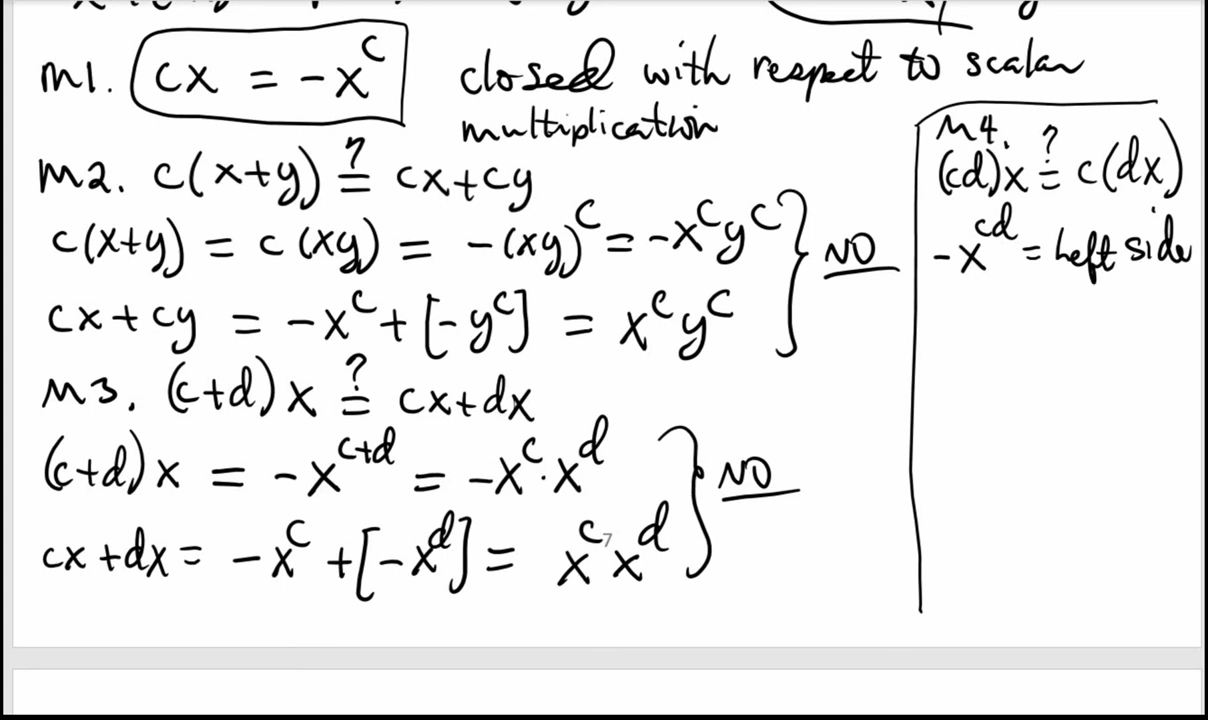 m1. cx = -x^c closed with respect to scalar
multiplication
M2. c(x+y) ?= cx+cy
c(x+y) = c(xy) = -(xy)^c = -x^c y^c
NO
cx+cy = -x^c + [-y^c] = x^c y^c
M3. (c+d)x ?= cx+dx
(c+d)x = -x^{c+d} = -x^c · x^d
NO
cx+dx = -x^c + [-x^d] = x^c x^d
7
M4.
(cd)x ?= c(dx)
-x^{cd} = Left side